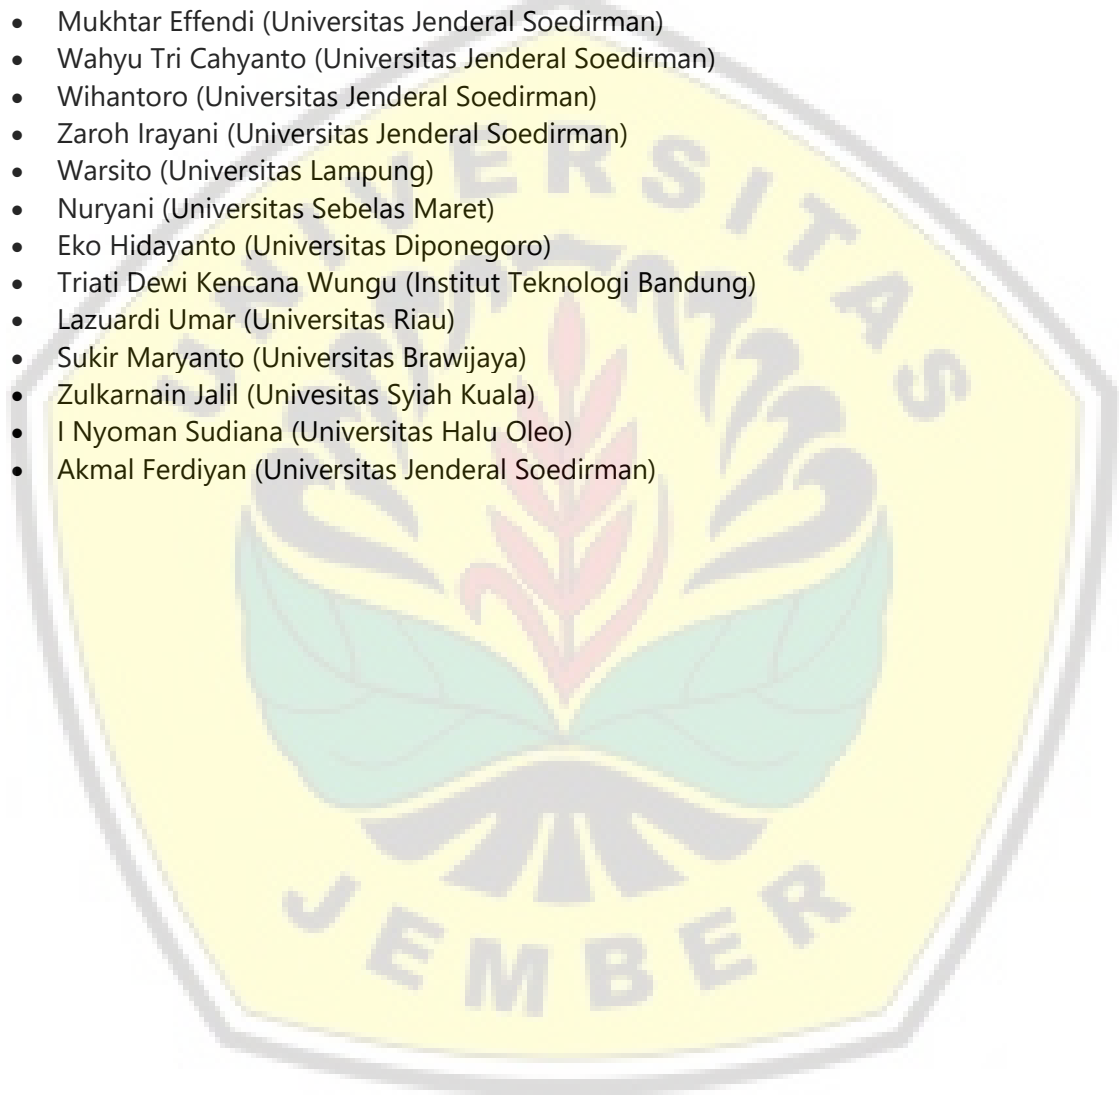 • Mukhtar Effendi (Universitas Jenderal Soedirman)
• Wahyu Tri Cahyanto (Universitas Jenderal Soedirman)
• Wihantoro (Universitas Jenderal Soedirman)
• Zaroh Irayani (Universitas Jenderal Soedirman)
• Warsito (Universitas Lampung)
• Nuryani (Universitas Sebelas Maret)
• Eko Hidayanto (Universitas Diponegoro)
• Triati Dewi Kencana Wungu (Institut Teknologi Bandung)
• Lazuardi Umar (Universitas Riau)
• Sukir Maryanto (Universitas Brawijaya)
• Zulkarnain Jalil (Univesitas Syiah Kuala)
• I Nyoman Sudiana (Universitas Halu Oleo)
• Akmal Ferdiyan (Universitas Jenderal Soedirman)
UNIVERSITAS
JEMBER